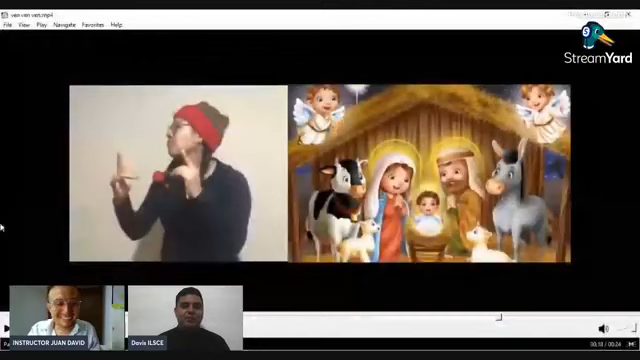 ven ven ven.mp4
File View Play Navigate Favorites Help
StreamYard
INSTRUCTOR JUAN DAVID
Davis ILSCE
00:18 / 00:24